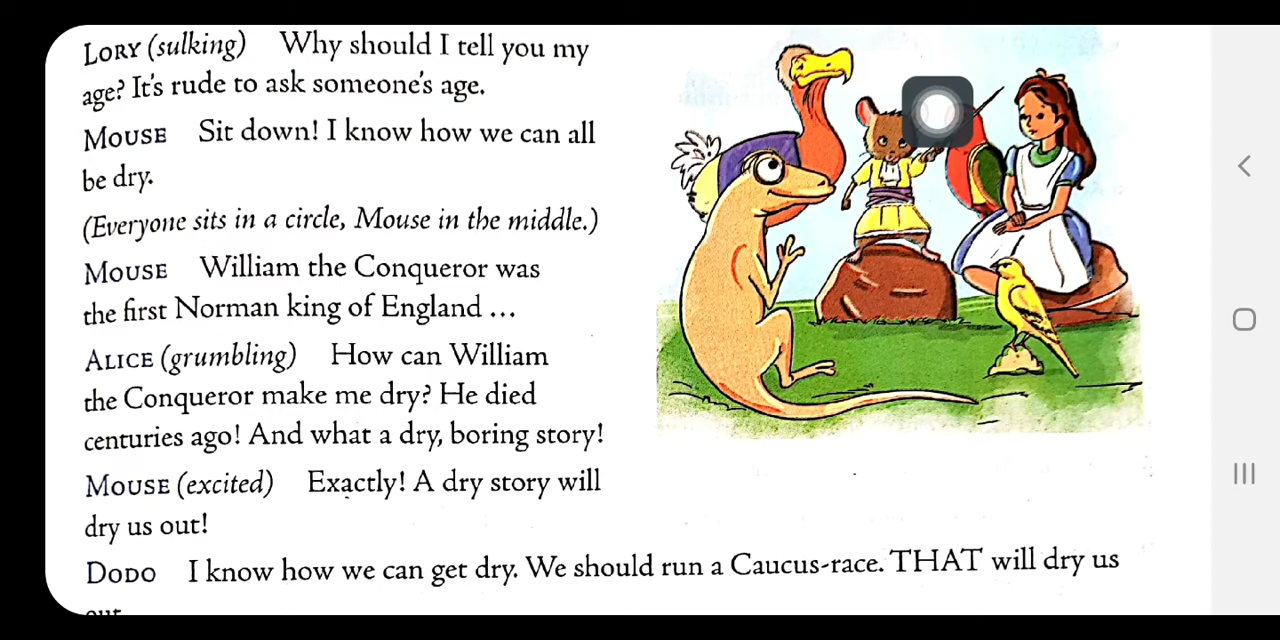 LORY (sulking) Why should I tell you my
age? It's rude to ask someone's age.
MOUSE Sit down! I know how we can all
be dry.
(Everyone sits in a circle, Mouse in the middle.)
MOUSE William the Conqueror was
the first Norman king of England ...
ALICE (grumbling) How can William
the Conqueror make me dry? He died
centuries ago! And what a dry, boring story!
MOUSE (excited) Exactly! A dry story will
dry us out!
DODO I know how we can get dry. We should run a Caucus-race. THAT will dry us